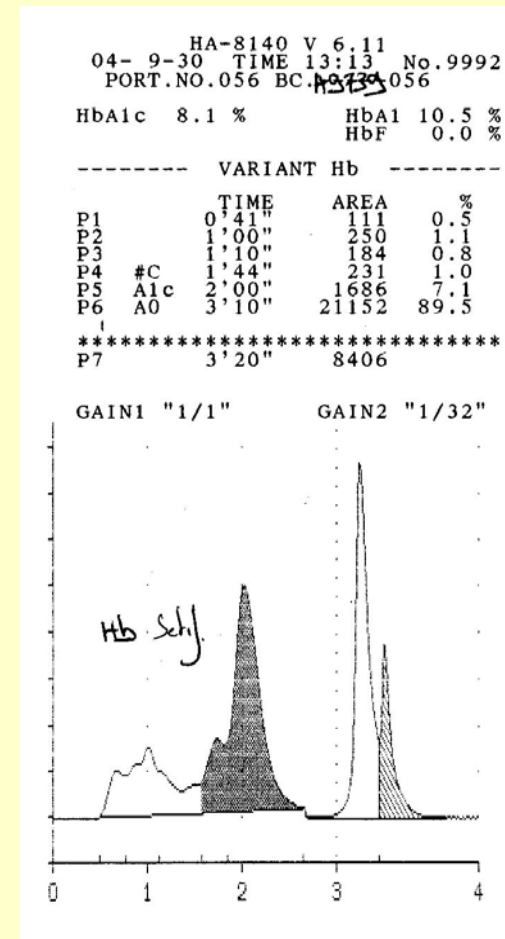 HA-8140 V 6.11
04- 9-30 TIME 13:13 No.9992
PORT.NO.056 BC. 056
HbA1c 8.1 % HbA1 10.5 %
HbF 0.0 %
-------- VARIANT Hb --------
TIME AREA %
P1 0'41" 111 0.5
P2 1'00" 250 1.1
P3 1'10" 184 0.8
P4 #C 1'44" 231 1.0
P5 A1c 2'00" 1686 7.1
P6 A0 3'10" 21152 89.5
******************************
P7 3'20" 8406
GAIN1 "1/1" GAIN2 "1/32"
Hb Setif.
0 1 2 3 4